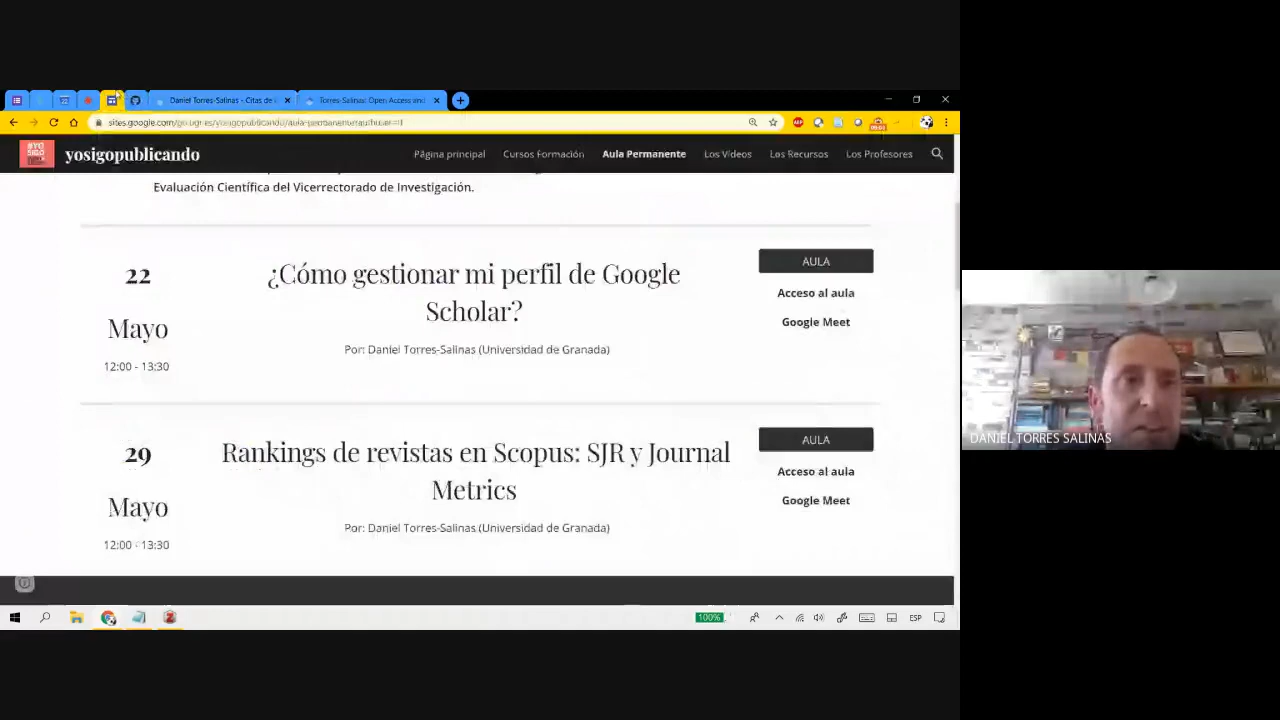 Daniel Torres-Salinas - Citas de
Torres-Salinas: Open Access and
yosigopublicando
Página principal
Cursos Formación
Aula Permanente
Los Vídeos
Los Recursos
Los Profesores
Evaluación Científica del Vicerrectorado de Investigación.
22
Mayo
12:00 - 13:30
¿Cómo gestionar mi perfil de Google
Scholar?
Por: Daniel Torres-Salinas (Universidad de Granada)
AULA
Acceso al aula
Google Meet
29
Mayo
12:00 - 13:30
Rankings de revistas en Scopus: SJR y Journal
Metrics
Por: Daniel Torres-Salinas (Universidad de Granada)
AULA
Acceso al aula
Google Meet
100%
ESP
DANIEL TORRES SALINAS